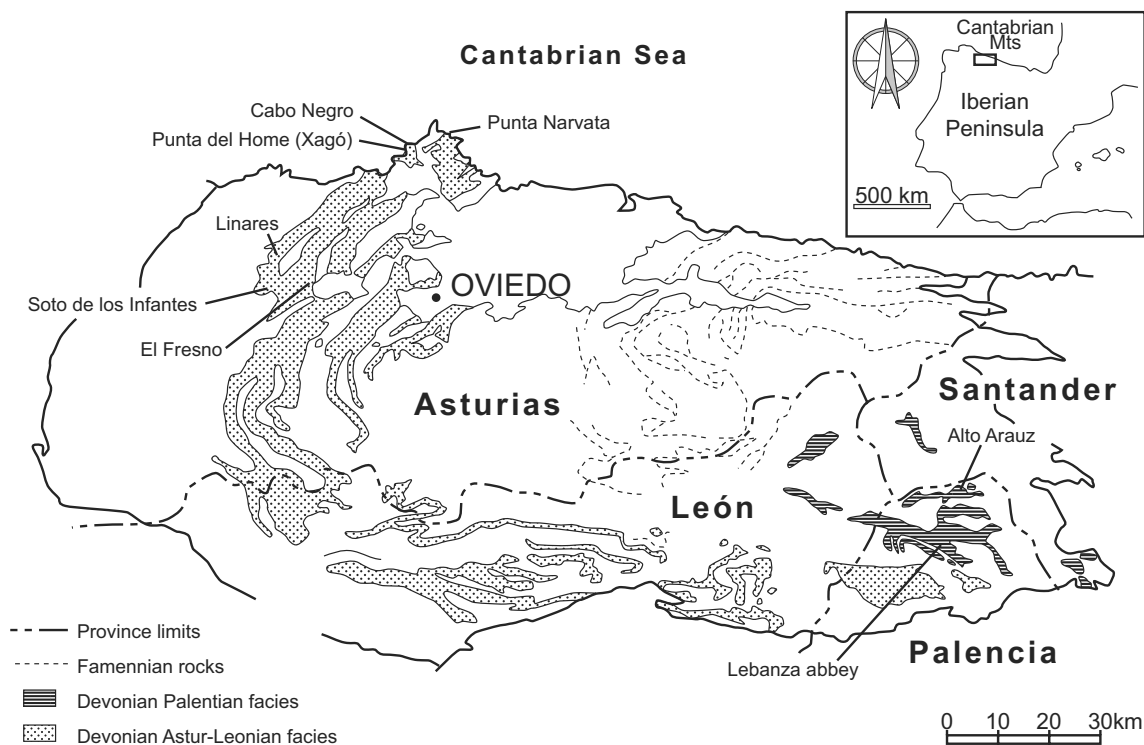 Cantabrian Sea
Cantabrian
Mts
Iberian
Peninsula
500 km
Cabo Negro
Punta del Home (Xagó)
Punta Narvata
Linares
Soto de los Infantes
El Fresno
OVIEDO
Asturias
Santander
Alto Arauz
León
Lebanza abbey
Palencia
Province limits
Famennian rocks
Devonian Palentian facies
Devonian Astur-Leonian facies
0 10 20 30km